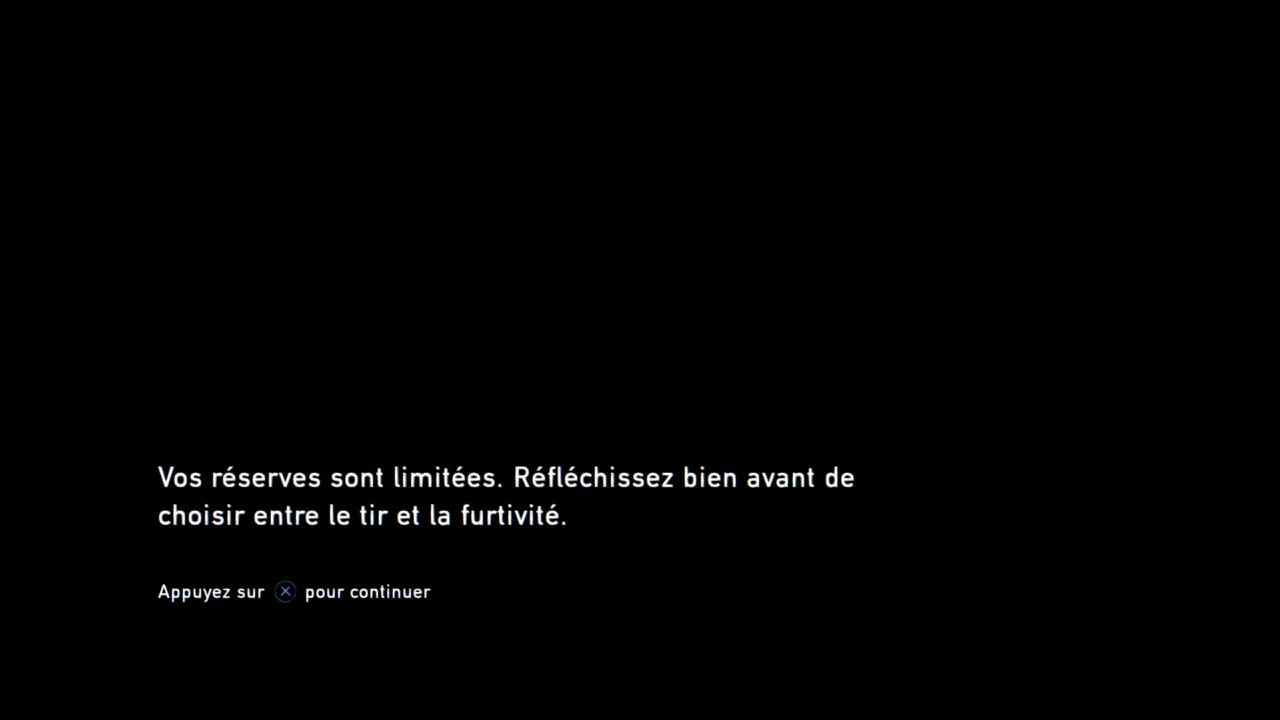 Vos réserves sont limitées. Réfléchissez bien avant de
choisir entre le tir et la furtivité.
Appuyez sur ⓧ pour continuer